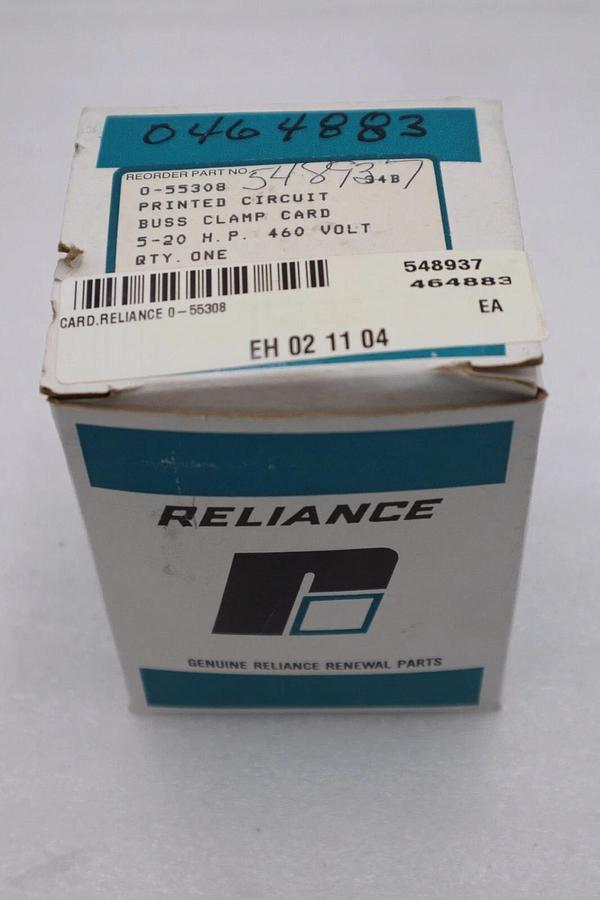 0464883
REORDER PART NO. 548937
0-55308 94B
PRINTED CIRCUIT
BUSS CLAMP CARD
5-20 H.P. 460 VOLT
QTY. ONE
548937
464883
CARD.RELIANCE 0-55308
EA
EH 02 11 04
RELIANCE
GENUINE RELIANCE RENEWAL PARTS